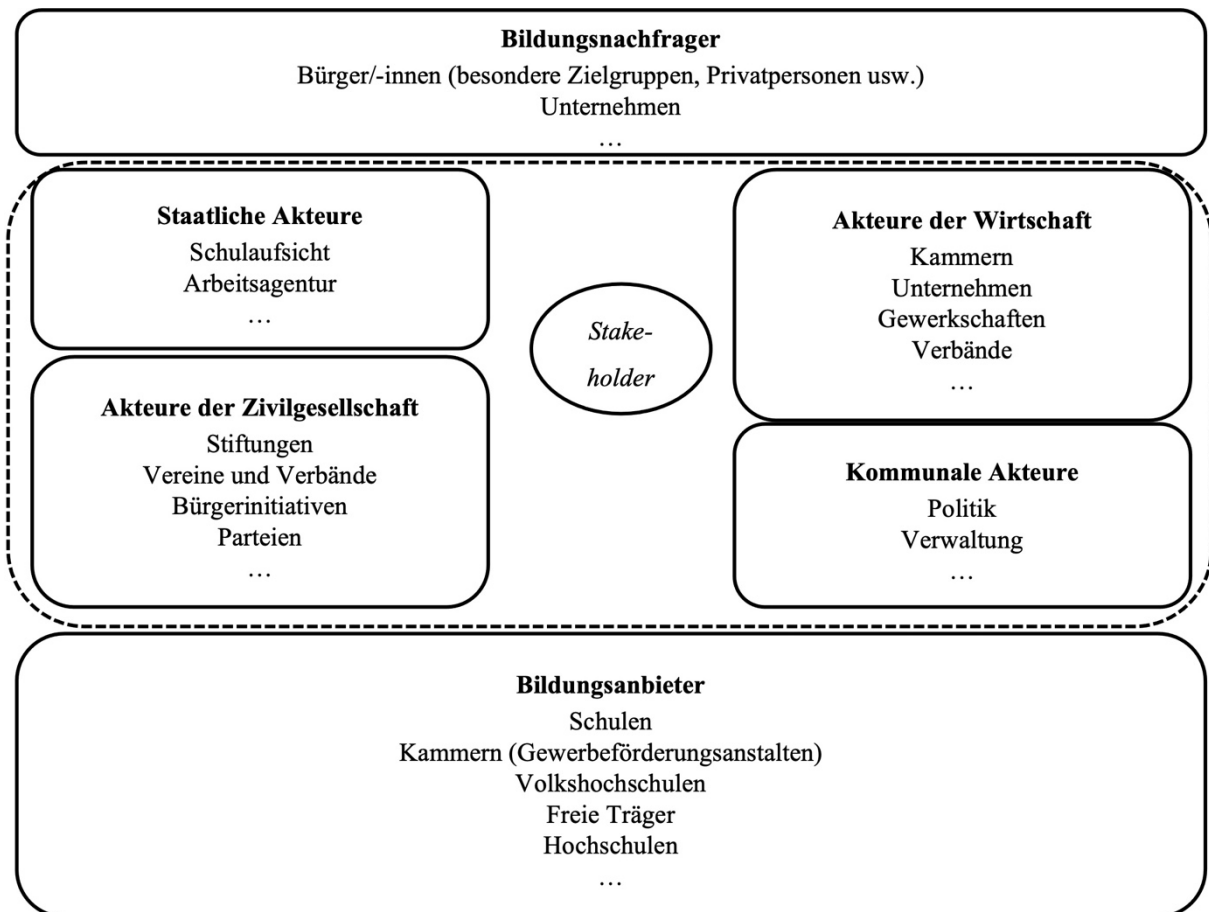 Bildungsnachfrager
Bürger/-innen (besondere Zielgruppen, Privatpersonen usw.)
Unternehmen
…
Staatliche Akteure
Schulaufsicht
Arbeitsagentur
…
Akteure der Zivilgesellschaft
Stiftungen
Vereine und Verbände
Bürgerinitiativen
Parteien
…
Stake-
holder
Akteure der Wirtschaft
Kammern
Unternehmen
Gewerkschaften
Verbände
…
Kommunale Akteure
Politik
Verwaltung
…
Bildungsanbieter
Schulen
Kammern (Gewerbeförderungsanstalten)
Volkshochschulen
Freie Träger
Hochschulen
…